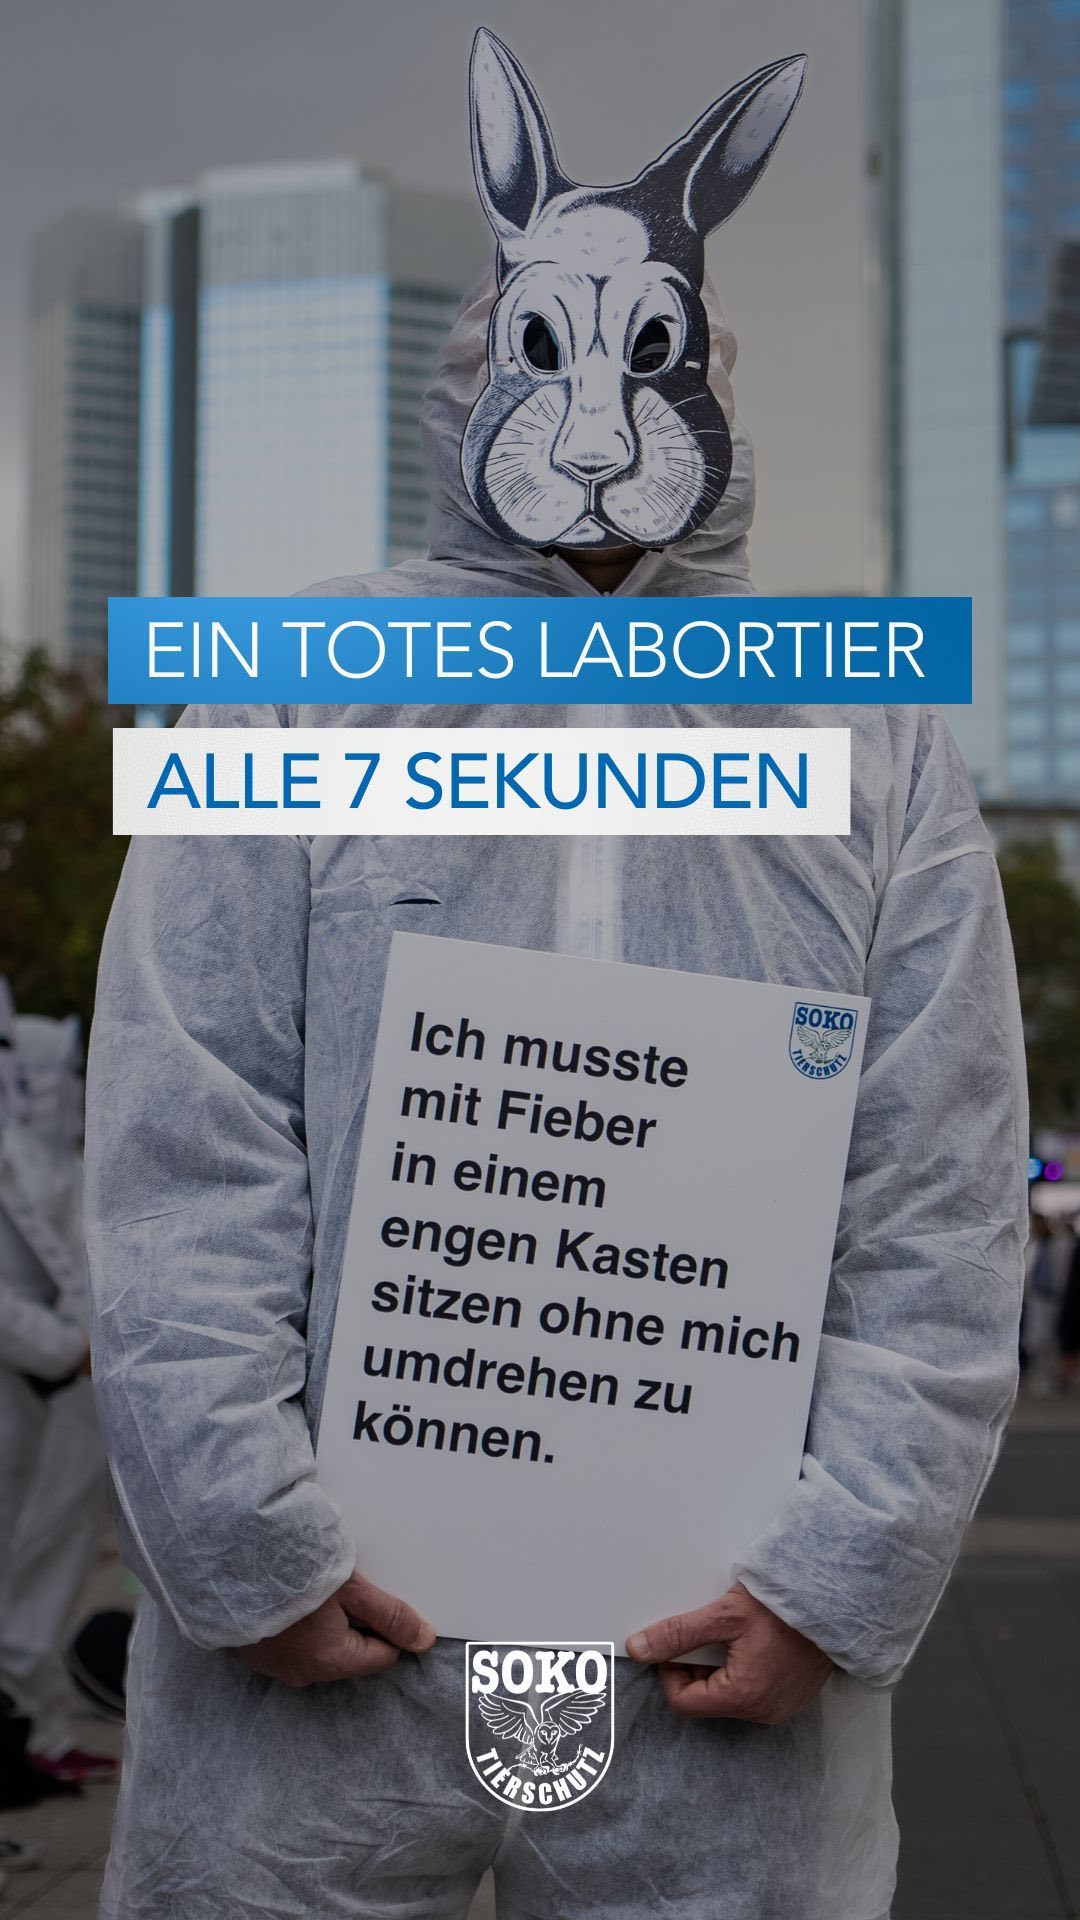 EIN TOTES LABORTIER
ALLE 7 SEKUNDEN
SOKO
TIERSCHUTZ
Ich musste
mit Fieber
in einem
engen Kasten
sitzen ohne mich
umdrehen zu
können.
SOKO
TIERSCHUTZ